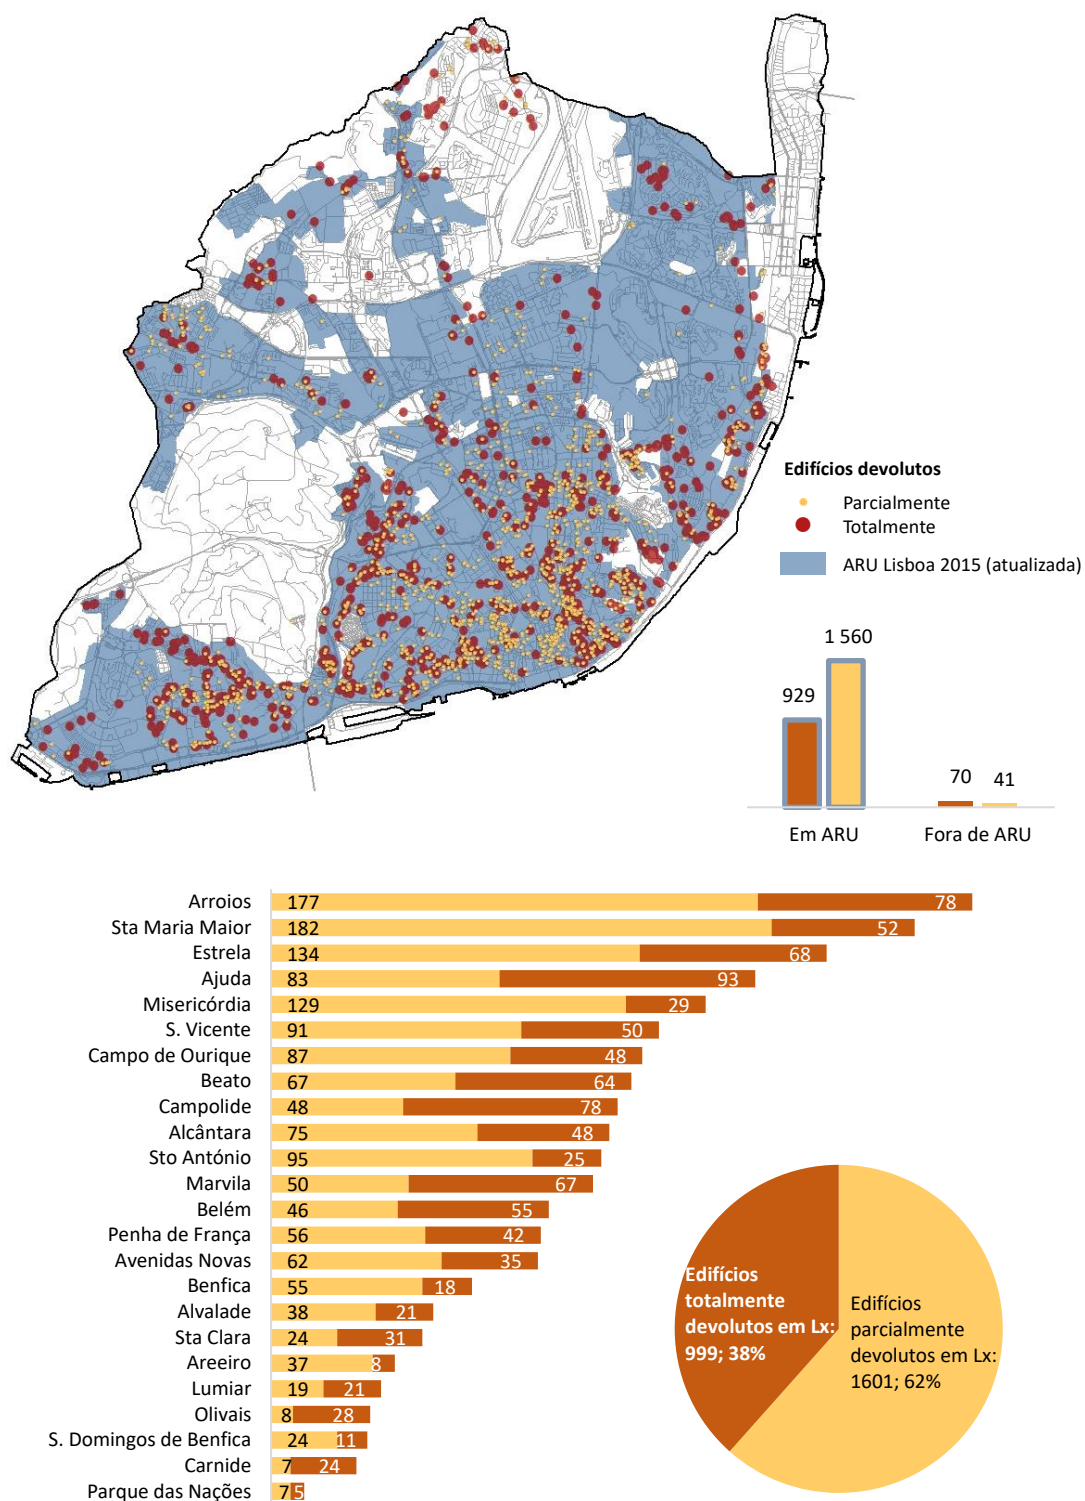 Edifícios devolutos
Parcialmente
Totalmente
ARU Lisboa 2015 (atualizada)
929
1 560
70
41
Em ARU
Fora de ARU
Arroios 177 78
Sta Maria Maior 182 52
Estrela 134 68
Ajuda 83 93
Misericórdia 129 29
S. Vicente 91 50
Campo de Ourique 87 48
Beato 67 64
Campolide 48 78
Alcântara 75 48
Sto António 95 25
Marvila 50 67
Belém 46 55
Penha de França 56 42
Avenidas Novas 62 35
Benfica 55 18
Alvalade 38 21
Sta Clara 24 31
Areeiro 37 8
Lumiar 19 21
Olivais 8 28
S. Domingos de Benfica 24 11
Carnide 7 24
Parque das Nações 7 5
Edifícios
totalmente
devolutos em Lx:
999; 38%
Edifícios
parcialmente
devolutos em Lx:
1601; 62%